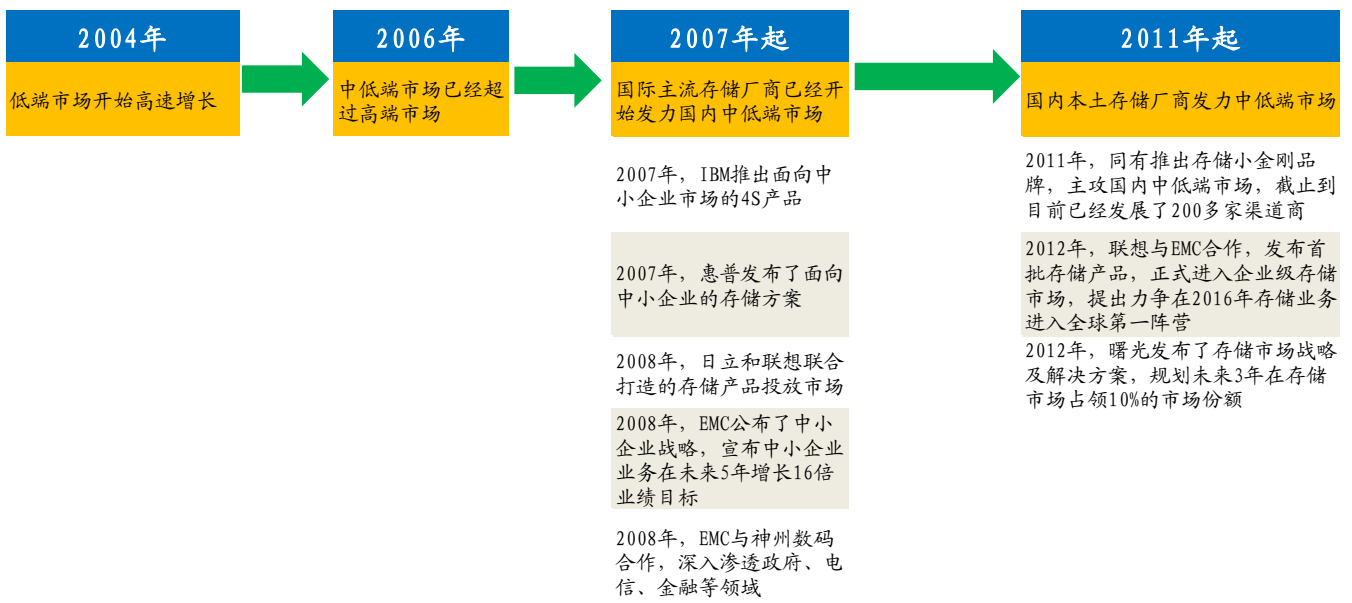 2004年
低端市场开始高速增长
2006年
中低端市场已经超
过高端市场
2007年起
国际主流存储厂商已经开
始发力国内中低端市场
2007年，IBM推出面向中
小企业市场的4S产品
2007年，惠普发布了面向
中小企业的存储方案
2008年，日立和联想联合
打造的存储产品投放市场
2008年，EMC公布了中小
企业战略，宣布中小企业
业务在未来5年增长16倍
业绩目标
2008年，EMC与神州数码
合作，深入渗透政府、电
信、金融等领域
2011年起
国内本土存储厂商发力中低端市场
2011年，同有推出存储小金刚品
牌，主攻国内中低端市场，截止到
目前已经发展了200多家渠道商
2012年，联想与EMC合作，发布首
批存储产品，正式进入企业级存储
市场，提出力争在2016年存储业务
进入全球第一阵营
2012年，曙光发布了存储市场战略
及解决方案，规划未来3年在存储
市场占领10%的市场份额